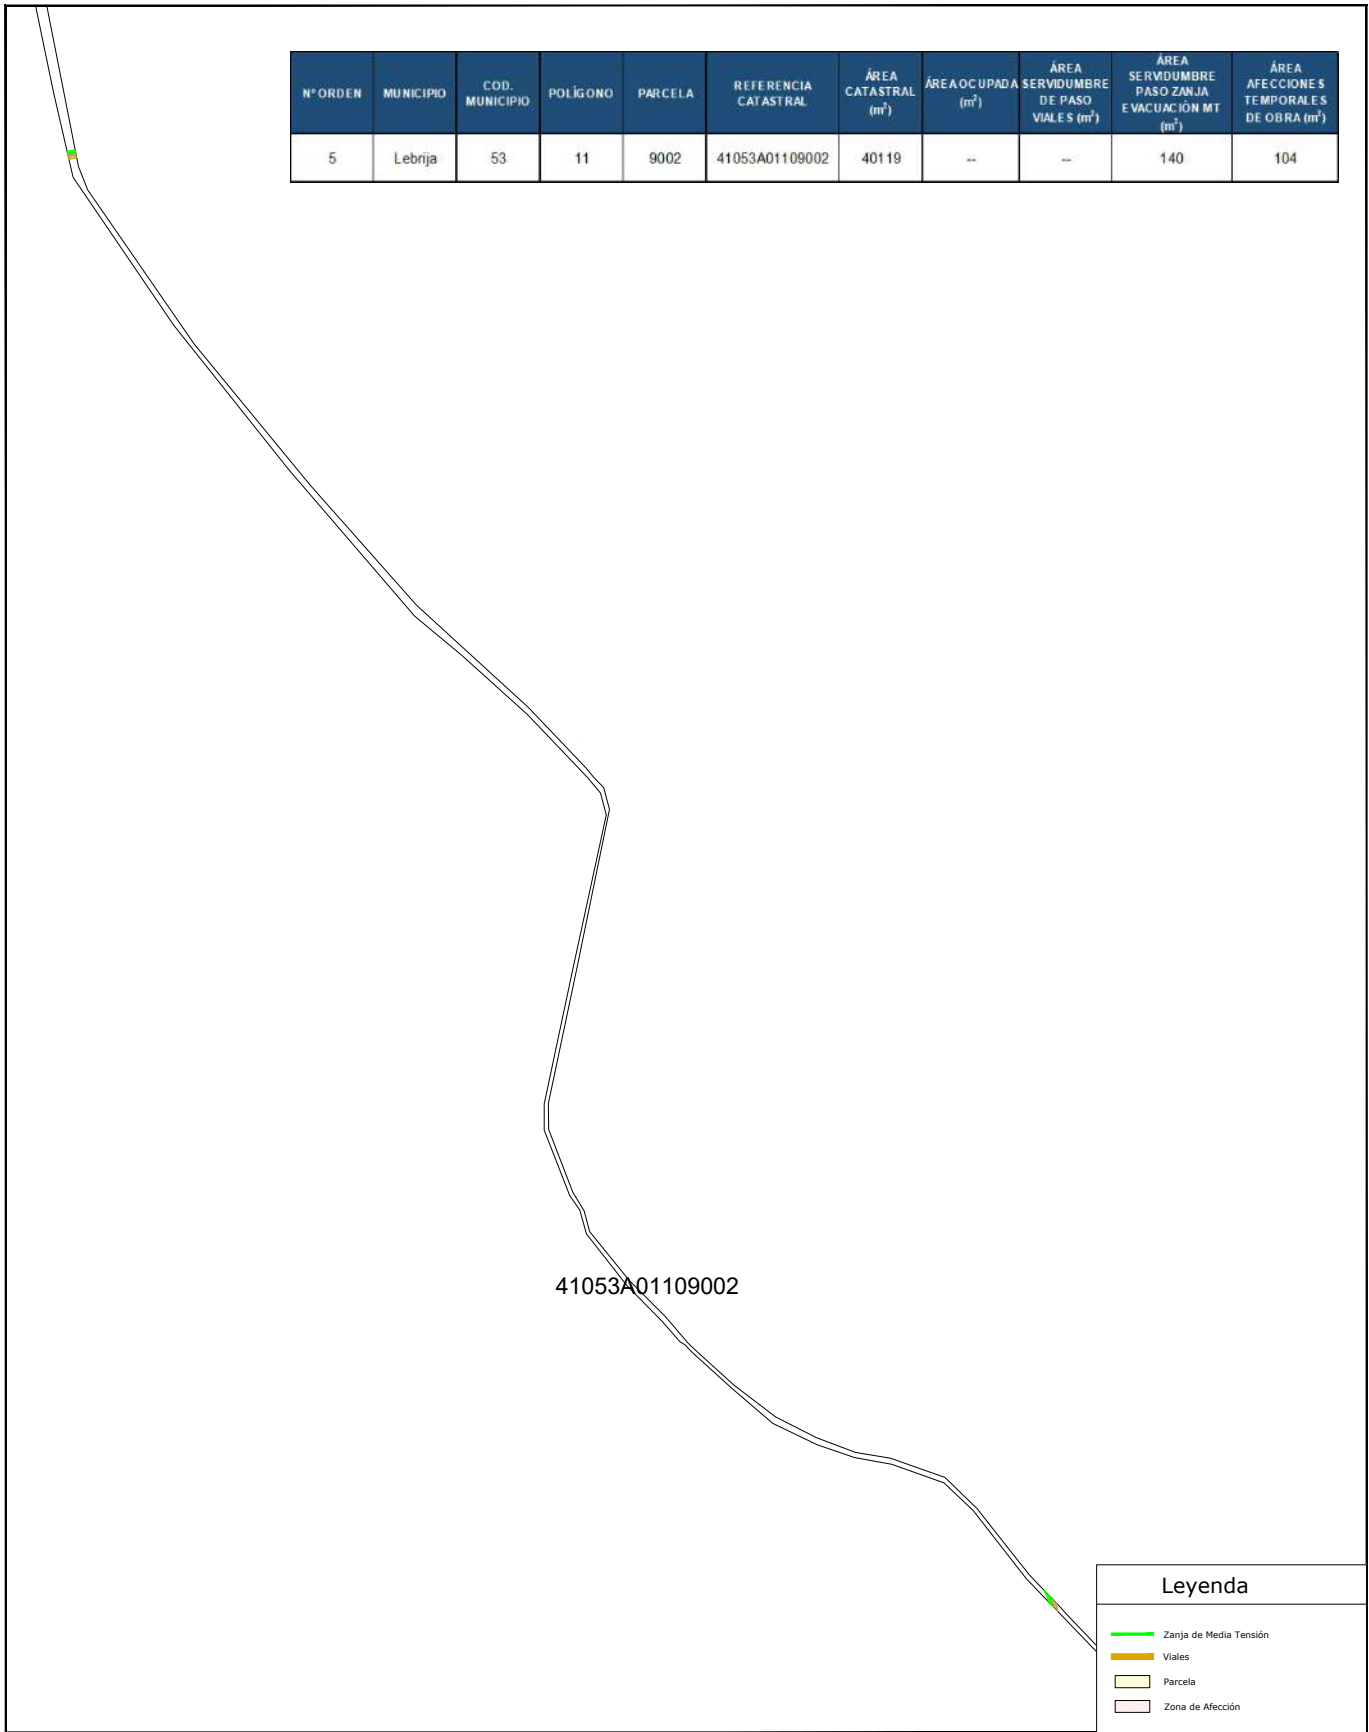 N° ORDEN
MUNICIPIO
COD.
MUNICIPIO
POLÍGONO
PARCELA
REFERENCIA
CATASTRAL
ÁREA
CATASTRAL
(m²)
ÁREA OCUPADA
(m²)
ÁREA
SERVIDUMBRE
DE PASO
VIALES (m²)
ÁREA
SERVIDUMBRE
PASO ZANJA
EVACUACIÓN MT
(m²)
ÁREA
AFECCIONES
TEMPORALES
DE OBRA (m²)
5 Lebrija 53 11 9002 41053A01109002 40119 -- -- 140 104
41053A01109002
Leyenda
Zanja de Media Tensión
Viales
Parcela
Zona de Afección